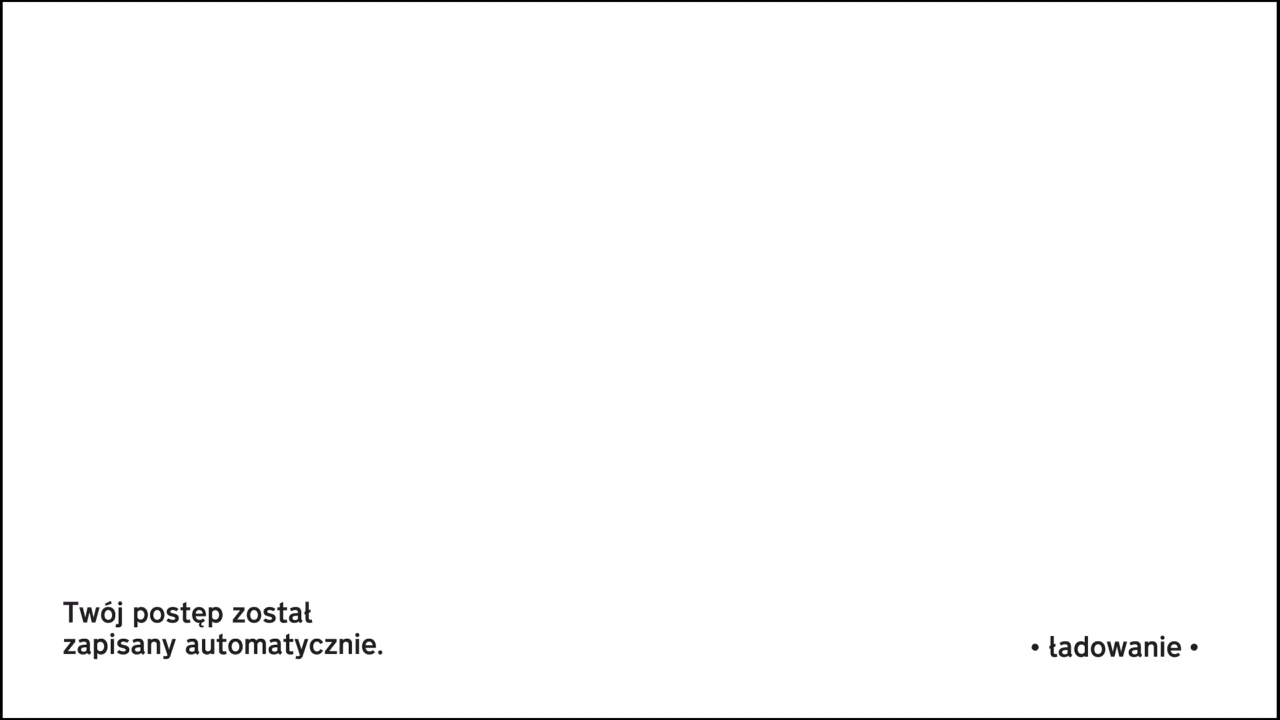 Twój postęp został
zapisany automatycznie.
• ładowanie •